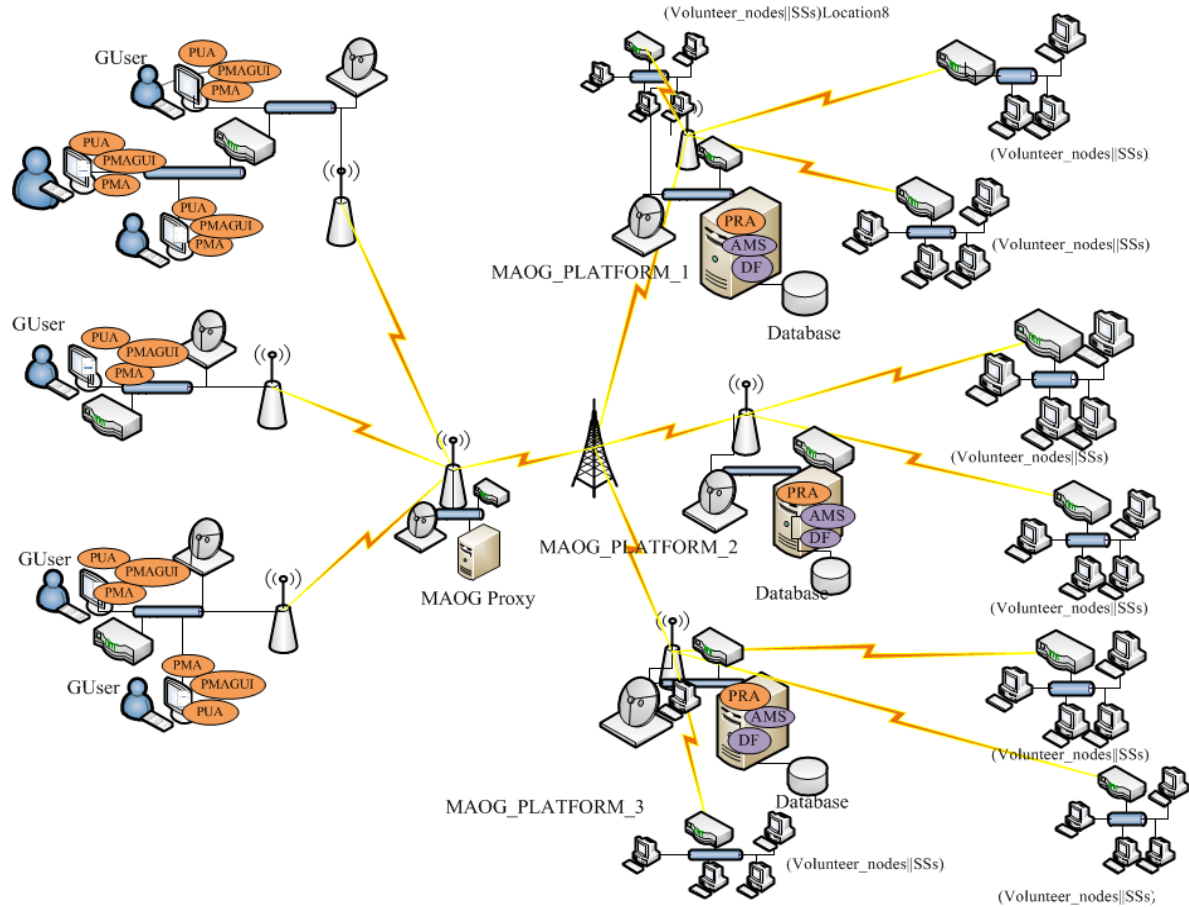 (Volunteer_nodes||SSs)Location8
GUser
PUA
PMAGUI
PMA
PUA
PMAGUI
PMA
PUA
PMAGUI
PMA
(Volunteer_nodes||SSs)
(Volunteer_nodes||SSs)
PRA
AMS
DF
MAOG_PLATFORM_1
Database
GUser
PUA
PMAGUI
PMA
(Volunteer_nodes||SSs)
PRA
AMS
DF
MAOG_PLATFORM_2
Database
MAOG Proxy
(Volunteer_nodes||SSs)
GUser
PUA
PMAGUI
PMA
GUser
PMA
PMAGUI
PUA
PRA
AMS
DF
MAOG_PLATFORM_3
Database
(Volunteer_nodes||SSs)
(Volunteer_nodes||SSs)
(Volunteer_nodes||SSs)